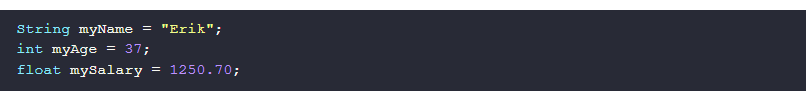 String myName = "Erik";
int myAge = 37;
float mySalary = 1250.70;